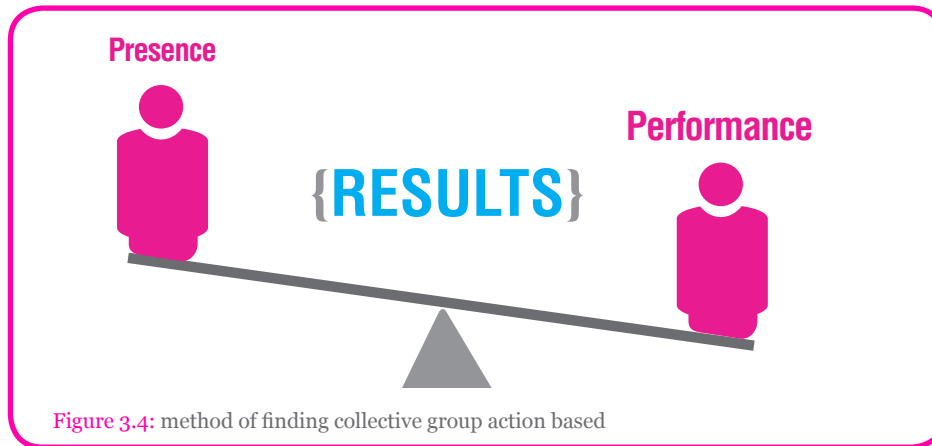 Presence
Performance
{RESULTS}
Figure 3.4: method of finding collective group action based